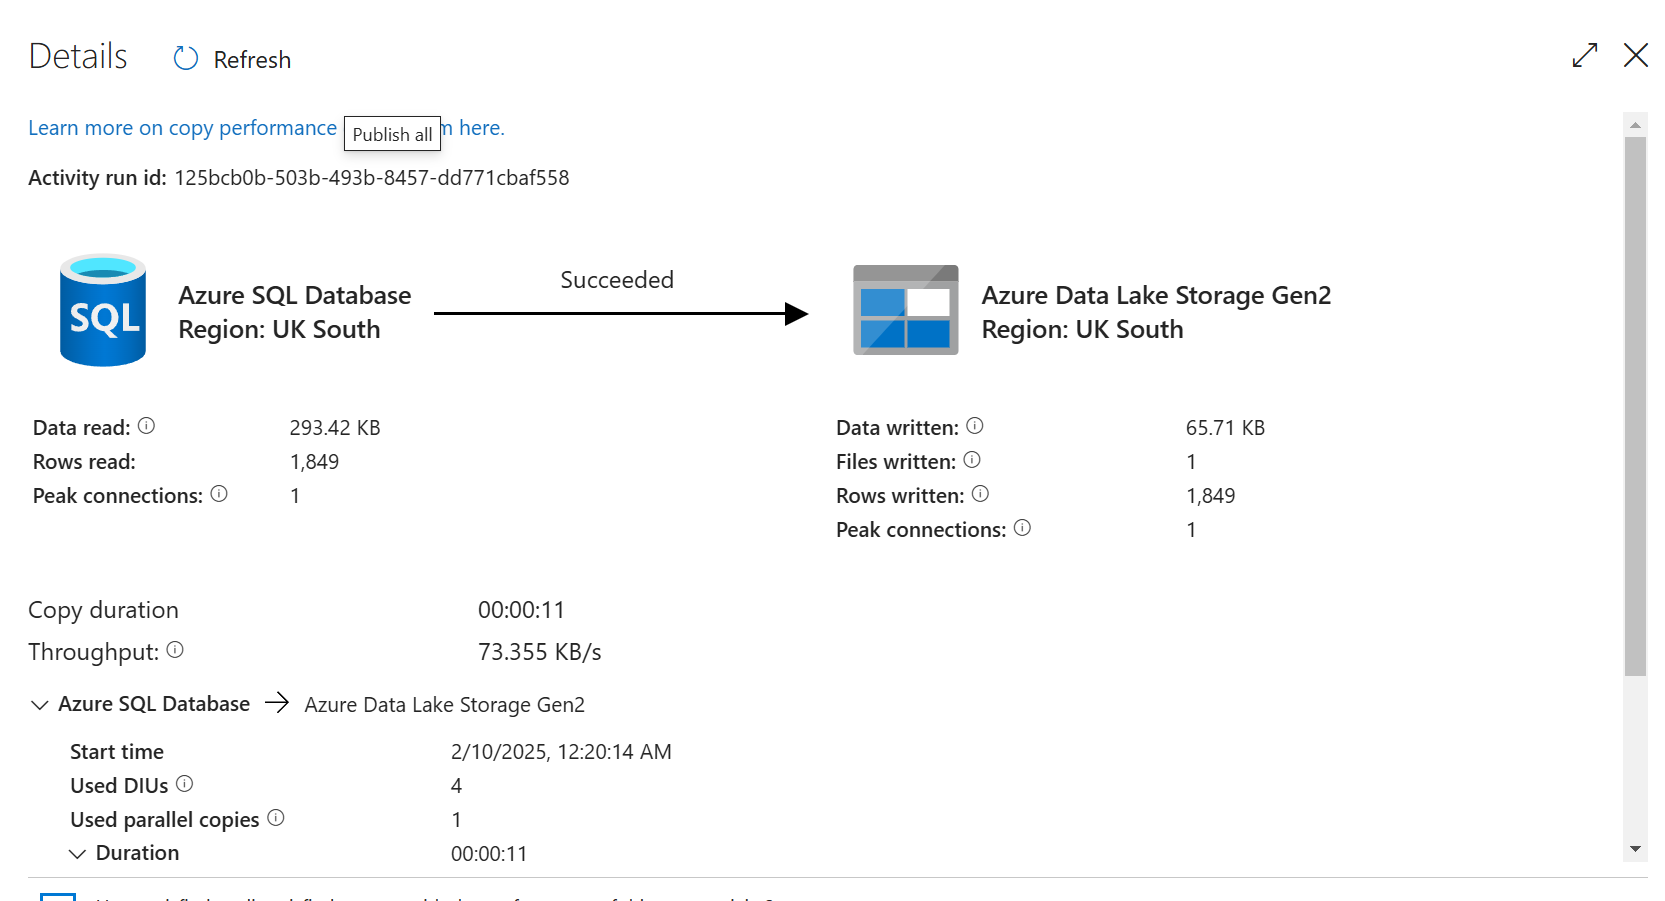 Details
Refresh
Learn more on copy performance
here.
Publish all
Activity run id: 125bcb0b-503b-493b-8457-dd771cbaf558
SQL
Azure SQL Database
Region: UK South
Succeeded
Azure Data Lake Storage Gen2
Region: UK South
Data read: 293.42 KB
Rows read: 1,849
Peak connections: 1
Data written: 65.71 KB
Files written: 1
Rows written: 1,849
Peak connections: 1
Copy duration 00:00:11
Throughput: 73.355 KB/s
Azure SQL Database → Azure Data Lake Storage Gen2
Start time 2/10/2025, 12:20:14 AM
Used DIUs 4
Used parallel copies 1
Duration 00:00:11